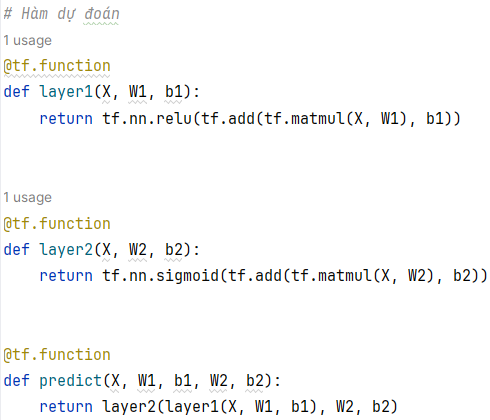 # Hàm dự đoán
1 usage
@tf.function
def layer1(X, W1, b1):
    return tf.nn.relu(tf.add(tf.matmul(X, W1), b1))
1 usage
@tf.function
def layer2(X, W2, b2):
    return tf.nn.sigmoid(tf.add(tf.matmul(X, W2), b2))
@tf.function
def predict(X, W1, b1, W2, b2):
    return layer2(layer1(X, W1, b1), W2, b2)